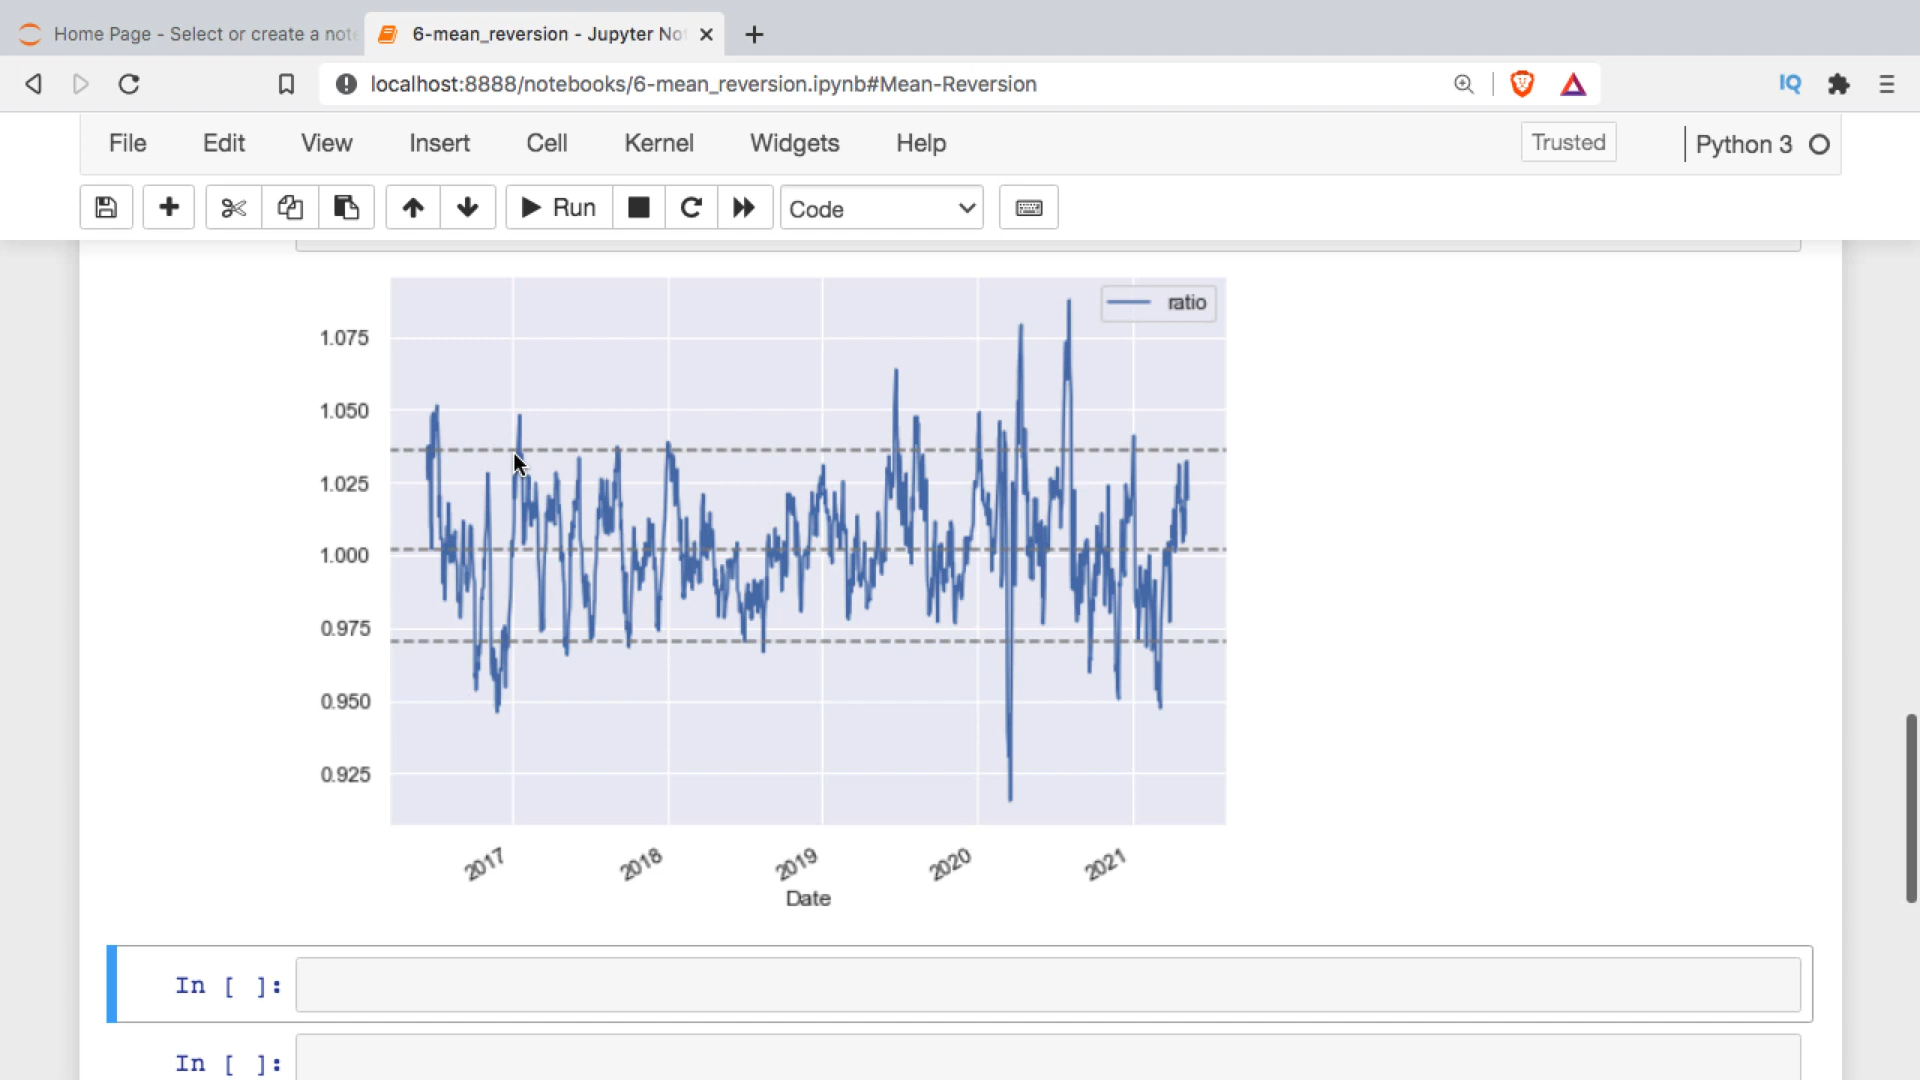 Home Page - Select or create a note
6-mean_reversion - Jupyter Not
localhost:8888/notebooks/6-mean_reversion.ipynb#Mean-Reversion
IQ
File Edit View Insert Cell Kernel Widgets Help
Trusted
Python 3
Run
Code
ratio
1.075
1.050
1.025
1.000
0.975
0.950
0.925
2017 2018 2019 2020 2021
Date
In [ ]:
In [ ]: